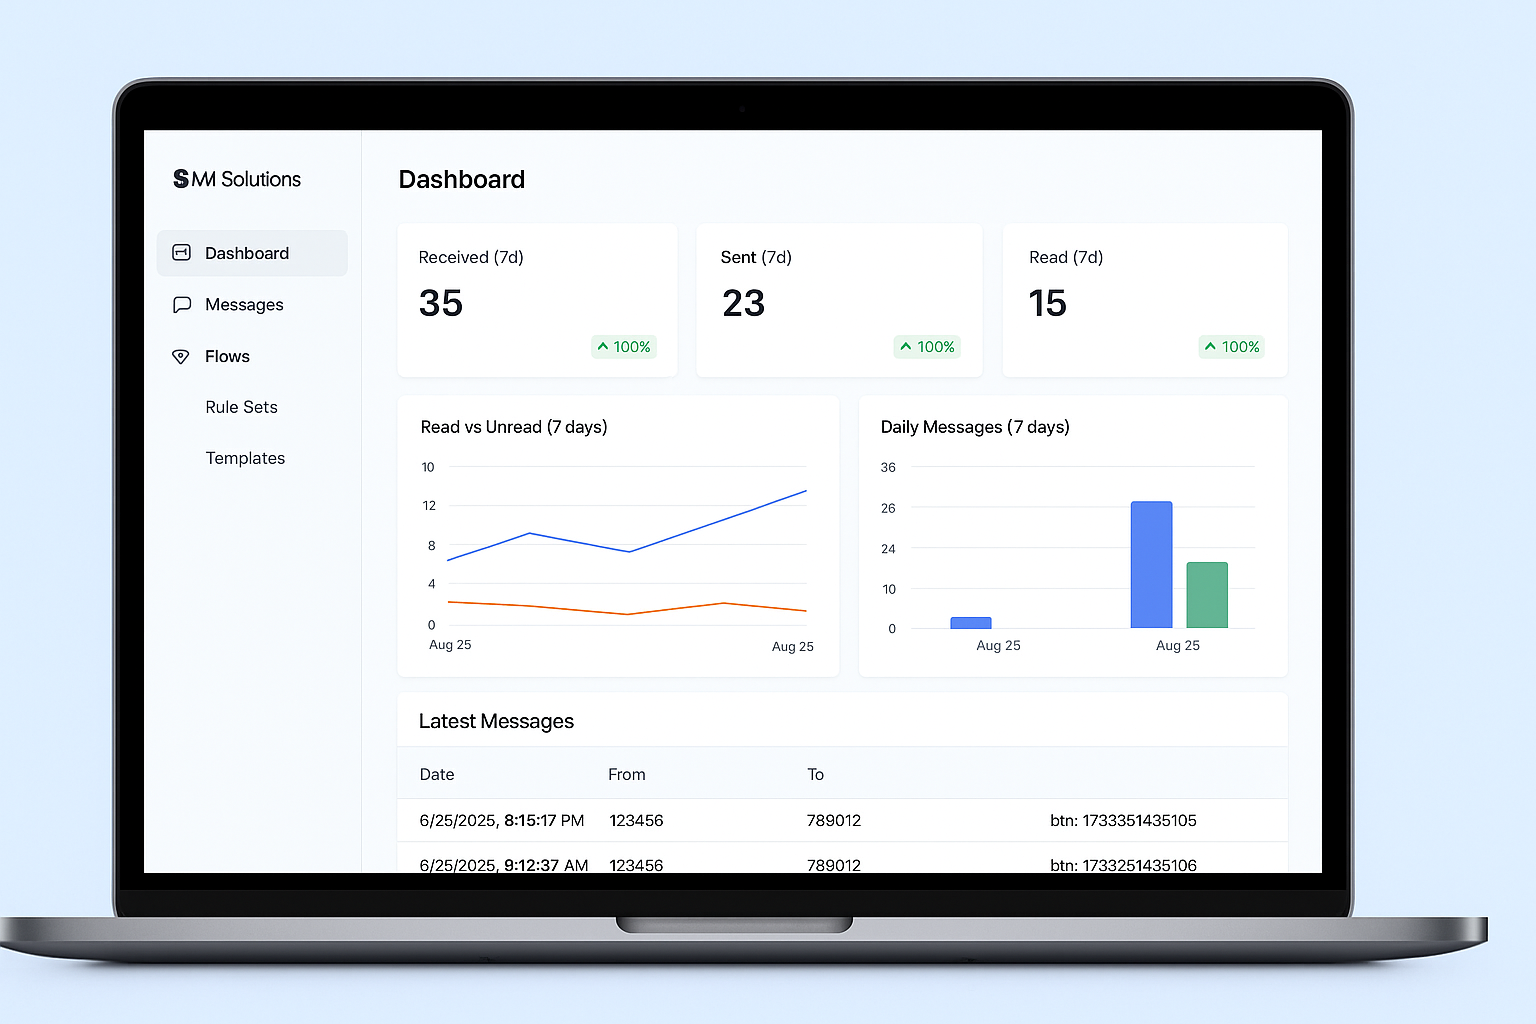 SMM Solutions
Dashboard
Messages
Flows
Rule Sets
Templates
Dashboard
Received (7d)
35
100%
Sent (7d)
23
100%
Read (7d)
15
100%
Read vs Unread (7 days)
10
12
8
4
0
Aug 25
Aug 25
Daily Messages (7 days)
36
26
24
10
0
Aug 25
Aug 25
Latest Messages
Date From To
6/25/2025, 8:15:17 PM 123456 789012 btn: 1733351435105
6/25/2025, 9:12:37 AM 123456 789012 btn: 1733251435106